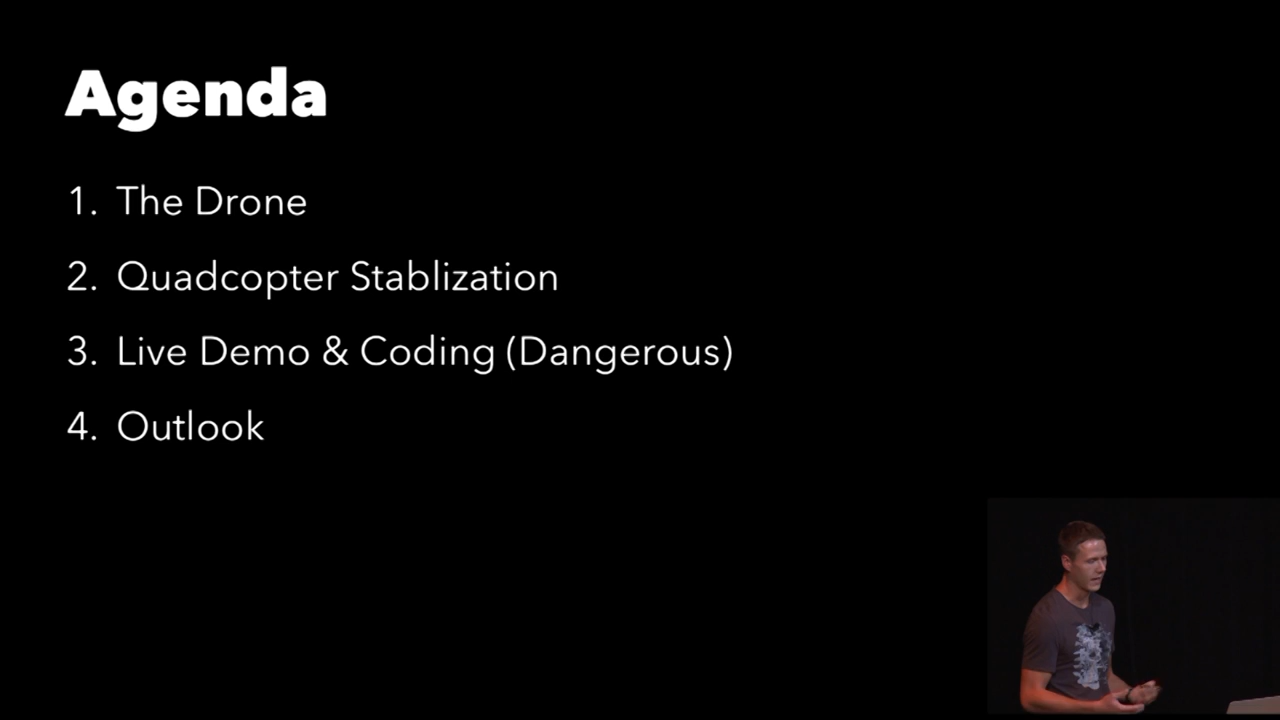 Agenda
1. The Drone
2. Quadcopter Stablization
3. Live Demo & Coding (Dangerous)
4. Outlook